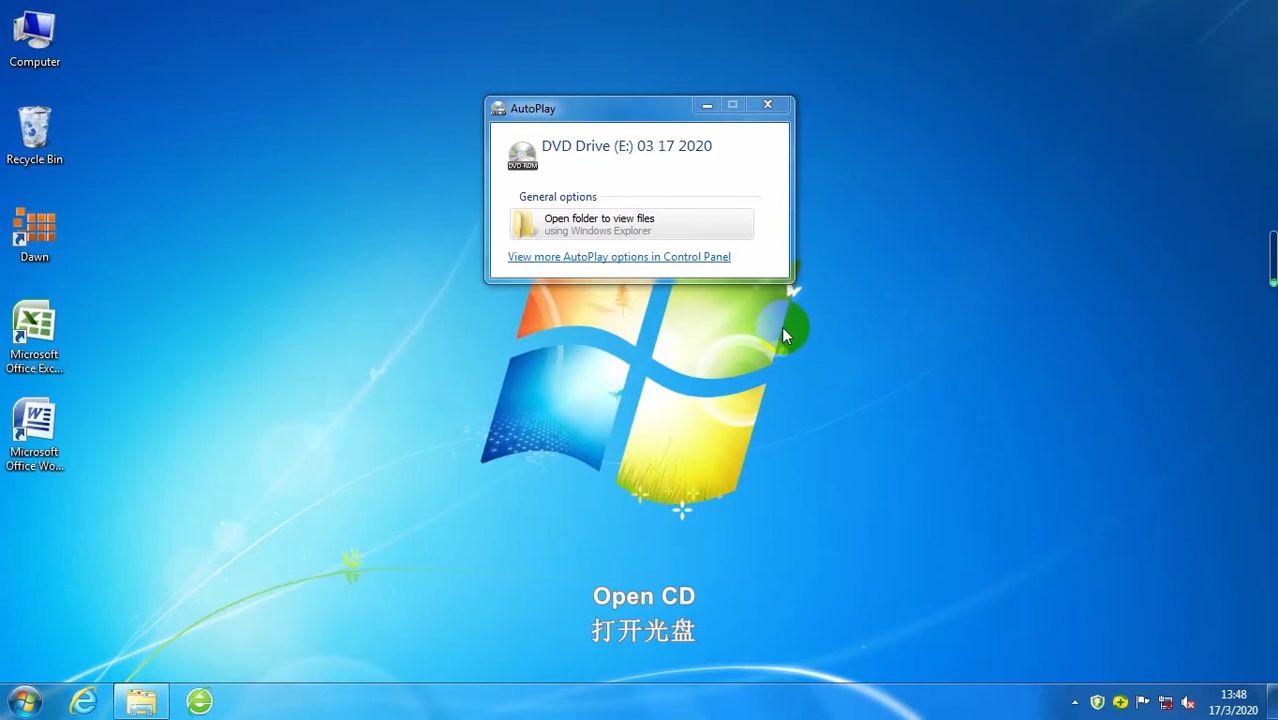 Computer
Recycle Bin
Dawn
Microsoft
Office Exc...
Microsoft
Office Wo...
AutoPlay
DVD Drive (E:) 03 17 2020
DVD-ROM
General options
Open folder to view files
using Windows Explorer
View more AutoPlay options in Control Panel
Open CD
打开光盘
13:48
17/3/2020